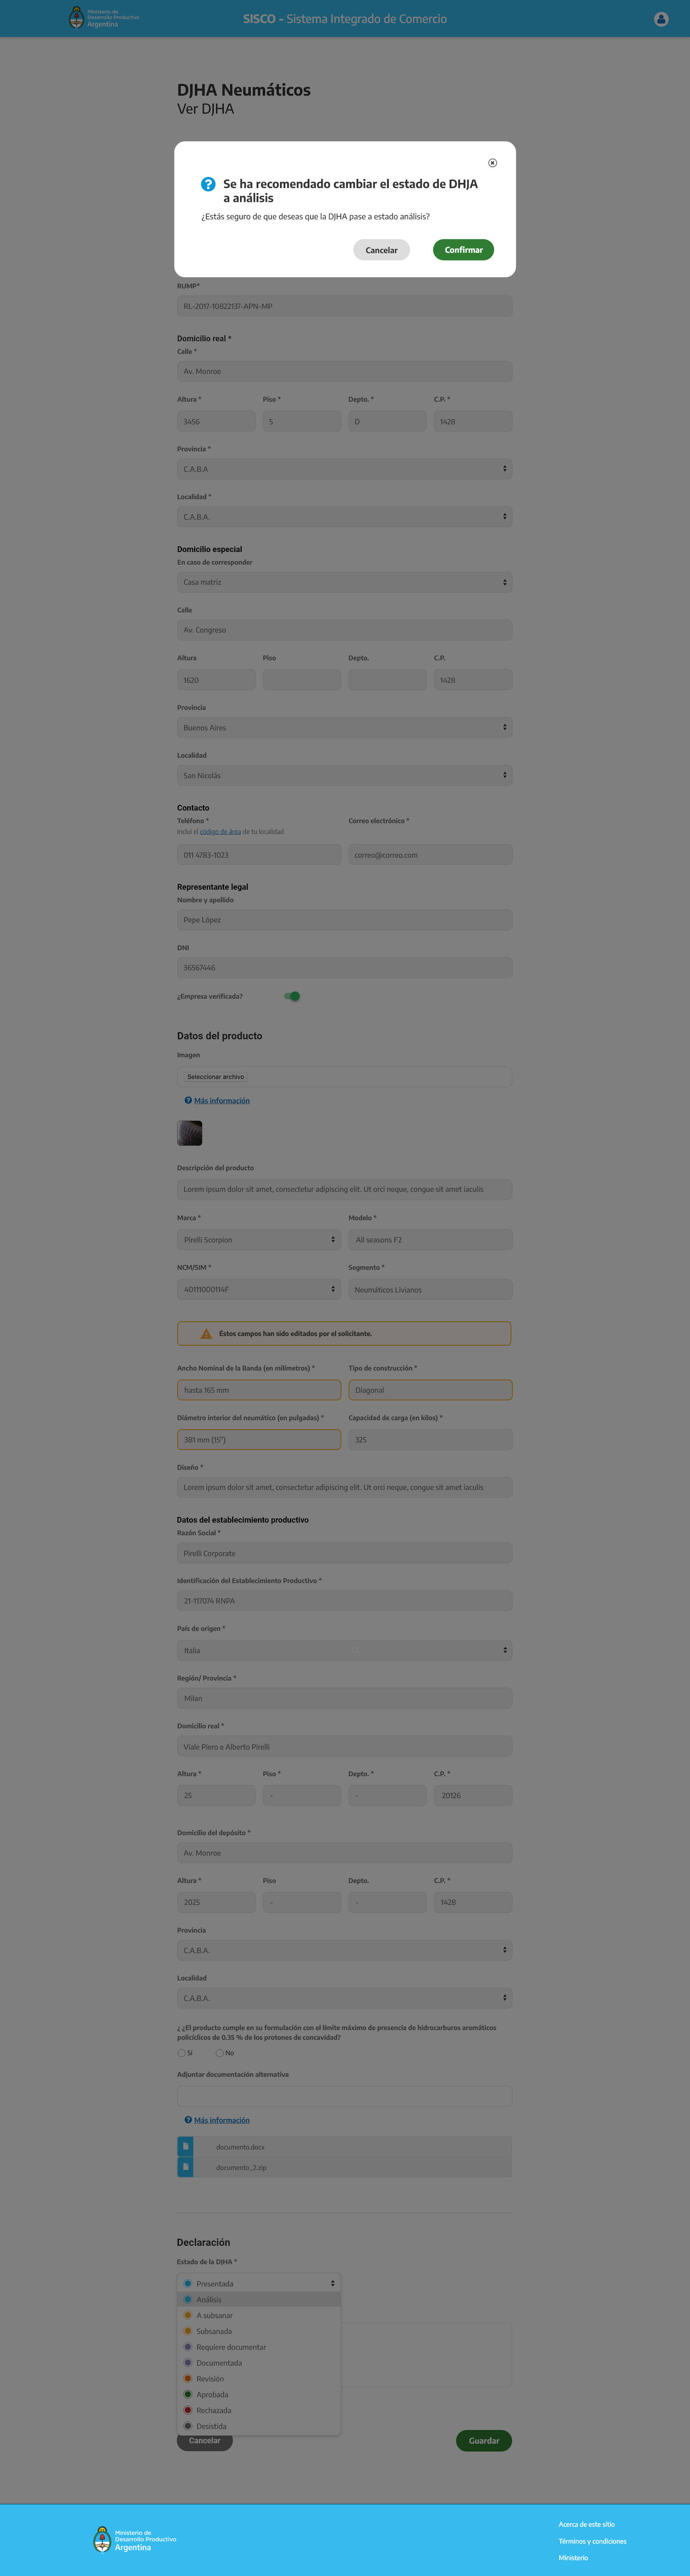 Ministerio de
Desarrollo Productivo
Argentina
SISCO - Sistema Integrado de Comercio
DJHA Neumáticos
Ver DJHA
Se ha recomendado cambiar el estado de DHJA
a análisis
¿Estás seguro de que deseas que la DJHA pase a estado análisis?
Cancelar Confirmar
RUMP*
RL-2017-10822137-APN-MP
Domicilio real *
Calle *
Av. Monroe
Altura * Piso * Depto. * C.P. *
3456 5 D 1428
Provincia *
C.A.B.A
Localidad *
C.A.B.A.
Domicilio especial
En caso de corresponder
Casa matriz
Calle
Av. Congreso
Altura Piso Depto. C.P.
1620 1428
Provincia
Buenos Aires
Localidad
San Nicolás
Contacto
Teléfono * Correo electrónico *
Incluí el código de área de tu localidad
011 4783-1023 correo@correo.com
Representante legal
Nombre y apellido
Pepe López
DNI
36567446
¿Empresa verificada?
Datos del producto
Imagen
Seleccionar archivo
Más información
Descripción del producto
Lorem ipsum dolor sit amet, consectetur adipiscing elit. Ut orci neque, congue sit amet iaculis
Marca * Modelo *
Pirelli Scorpion All seasons F2
NCM/SIM * Segmento *
40111000114F Neumáticos Livianos
Éstos campos han sido editados por el solicitante.
Ancho Nominal de la Banda (en milímetros) * Tipo de construcción *
hasta 165 mm Diagonal
Diámetro interior del neumático (en pulgadas) * Capacidad de carga (en kilos) *
381 mm (15") 325
Diseño *
Lorem ipsum dolor sit amet, consectetur adipiscing elit. Ut orci neque, congue sit amet iaculis
Datos del establecimiento productivo
Razón Social *
Pirelli Corporate
Identificación del Establecimiento Productivo *
21-117074 RNPA
País de origen *
Italia
Región/ Provincia *
Milan
Domicilio real *
Viale Piero e Alberto Pirelli
Altura * Piso * Depto. * C.P. *
25 - - 20126
Domicilio del depósito *
Av. Monroe
Altura * Piso Depto. C.P. *
2025 - - 1428
Provincia
C.A.B.A.
Localidad
C.A.B.A.
¿ ¿El producto cumple en su formulación con el límite máximo de presencia de hidrocarburos aromáticos
policíclicos de 0.35 % de los protones de concavidad?
Sí No
Adjuntar documentación alternativa
Más información
documento.docx
documento_2.zip
Declaración
Estado de la DJHA *
Presentada
Análisis
A subsanar
Subsanada
Requiere documentar
Documentada
Revisión
Aprobada
Rechazada
Desistida
Cancelar Guardar
Ministerio de
Desarrollo Productivo
Argentina
Acerca de este sitio
Términos y condiciones
Ministerio